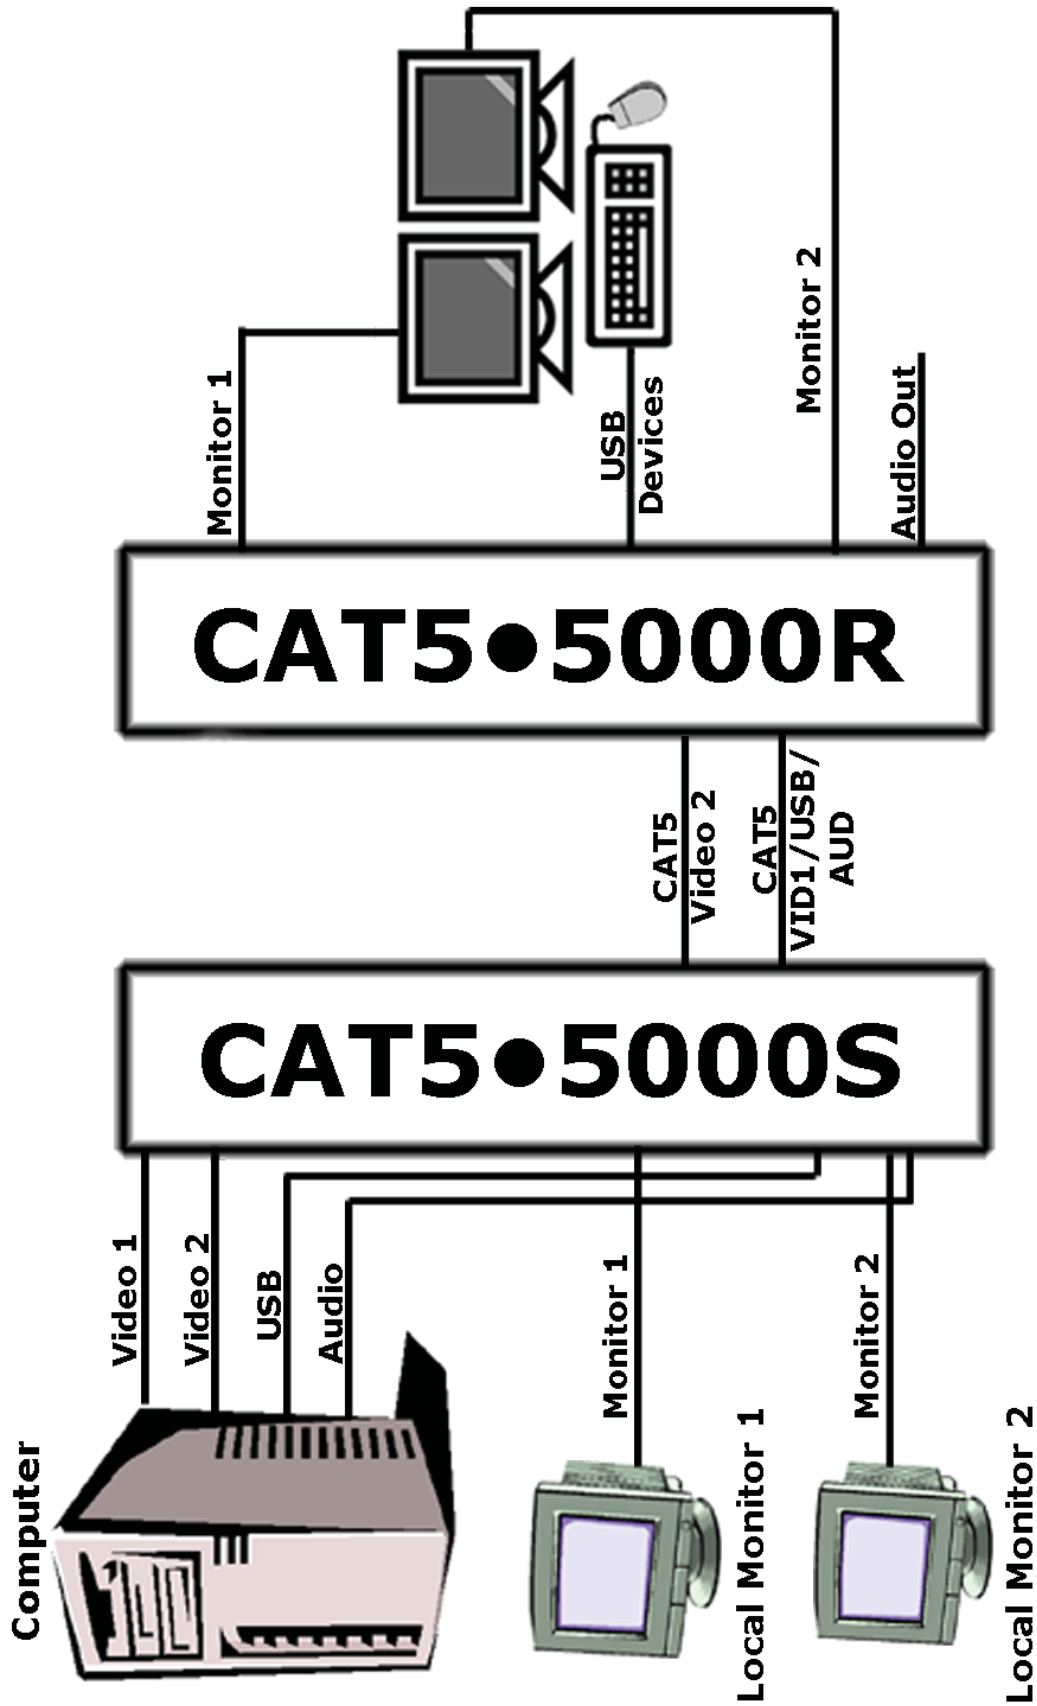 Monitor 1
USB
Devices
Monitor 2
Audio Out
CAT5●5000R
CAT5
Video 2
CAT5
VID1/USB/
AUD
CAT5●5000S
Video 1
Video 2
USB
Audio
Monitor 1
Monitor 2
Computer
Local Monitor 1
Local Monitor 2